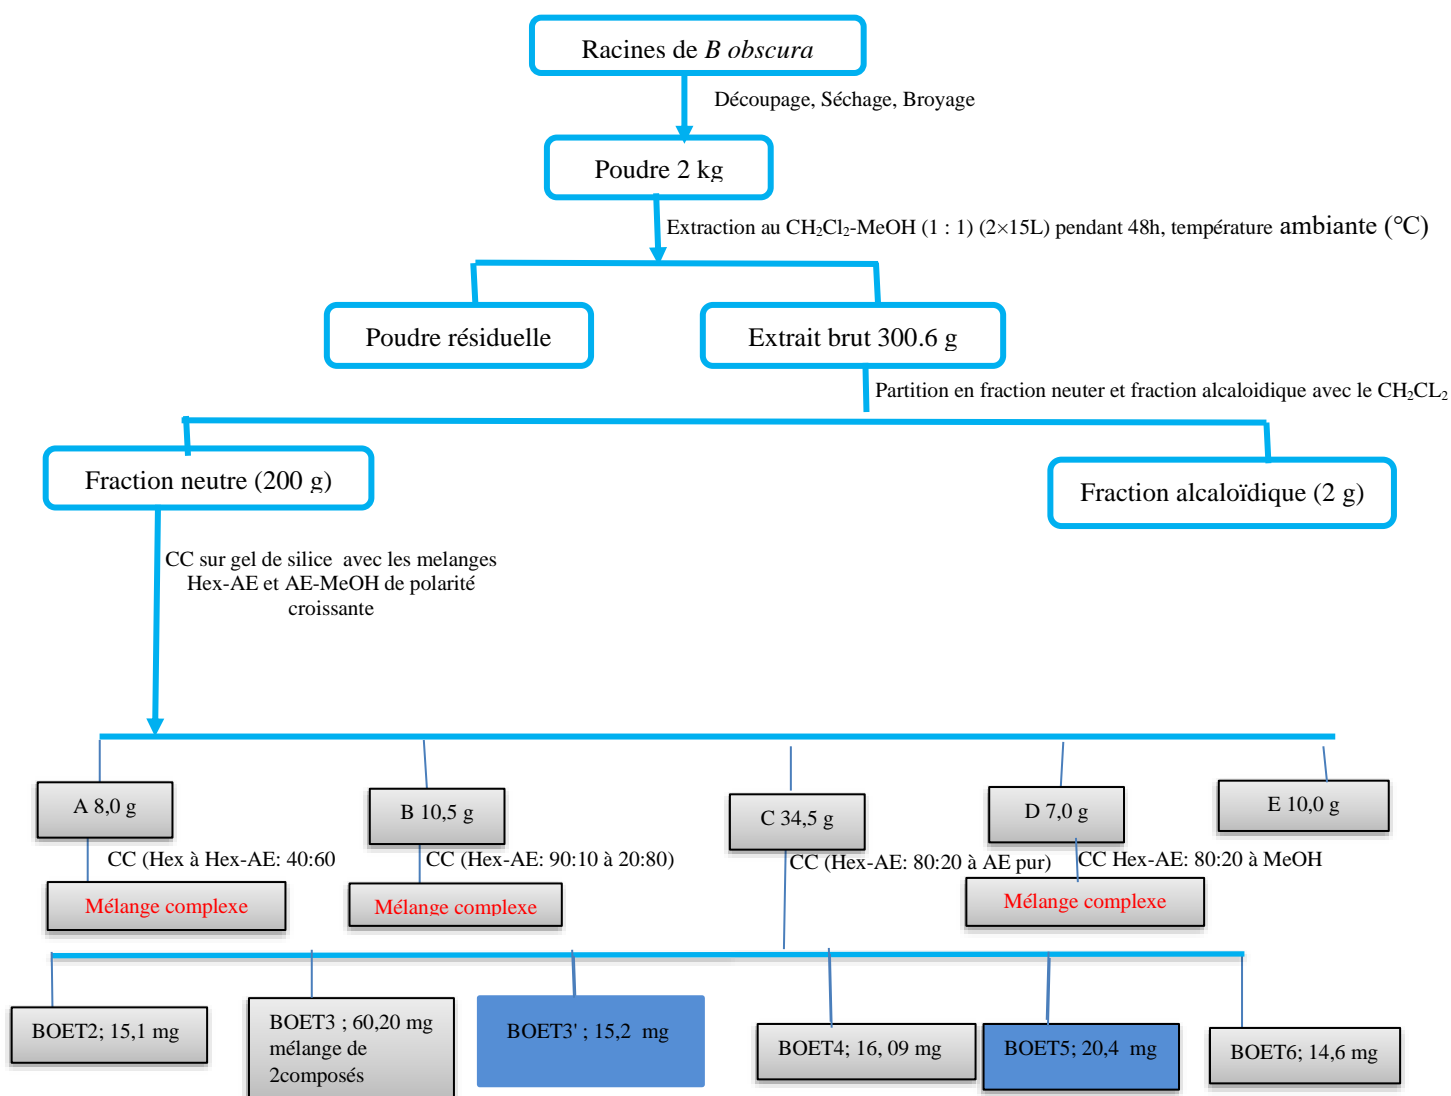 Racines de B obscura
Découpage, Séchage, Broyage
Poudre 2 kg
Extraction au CH₂Cl₂-MeOH (1 : 1) (2×15L) pendant 48h, température ambiante (°C)
Poudre résiduelle
Extrait brut 300.6 g
Partition en fraction neuter et fraction alcaloidique avec le CH₂CL₂
Fraction neutre (200 g)
Fraction alcaloïdique (2 g)
CC sur gel de silice avec les melanges
Hex-AE et AE-MeOH de polarité
croissante
A 8,0 g
B 10,5 g
C 34,5 g
D 7,0 g
E 10,0 g
CC (Hex à Hex-AE: 40:60
CC (Hex-AE: 90:10 à 20:80)
CC (Hex-AE: 80:20 à AE pur)
CC Hex-AE: 80:20 à MeOH
Mélange complexe
Mélange complexe
Mélange complexe
BOET2; 15,1 mg
BOET3 ; 60,20 mg
mélange de
2composés
BOET3' ; 15,2 mg
BOET4; 16, 09 mg
BOET5; 20,4 mg
BOET6; 14,6 mg